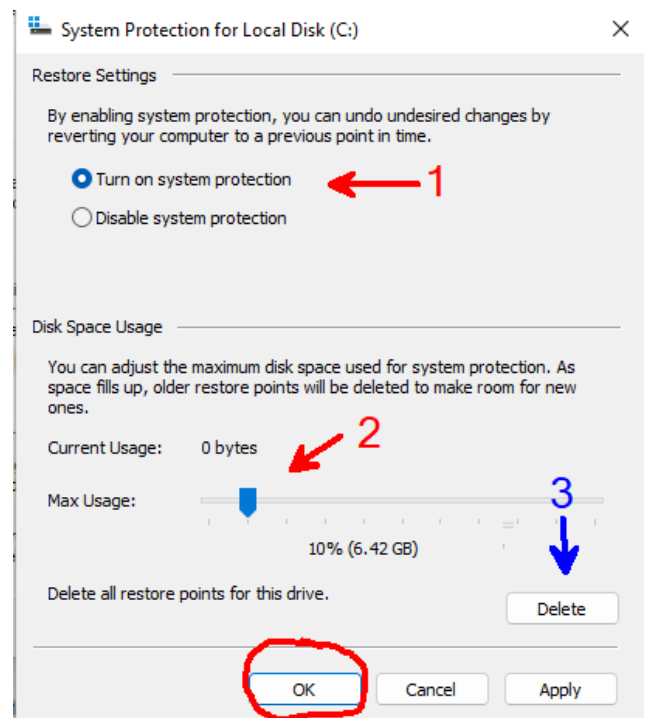 System Protection for Local Disk (C:)
Restore Settings
By enabling system protection, you can undo undesired changes by
reverting your computer to a previous point in time.
Turn on system protection
1
Disable system protection
Disk Space Usage
You can adjust the maximum disk space used for system protection. As
space fills up, older restore points will be deleted to make room for new
ones.
Current Usage: 0 bytes
2
Max Usage:
3
10% (6.42 GB)
Delete all restore points for this drive.
Delete
OK Cancel Apply